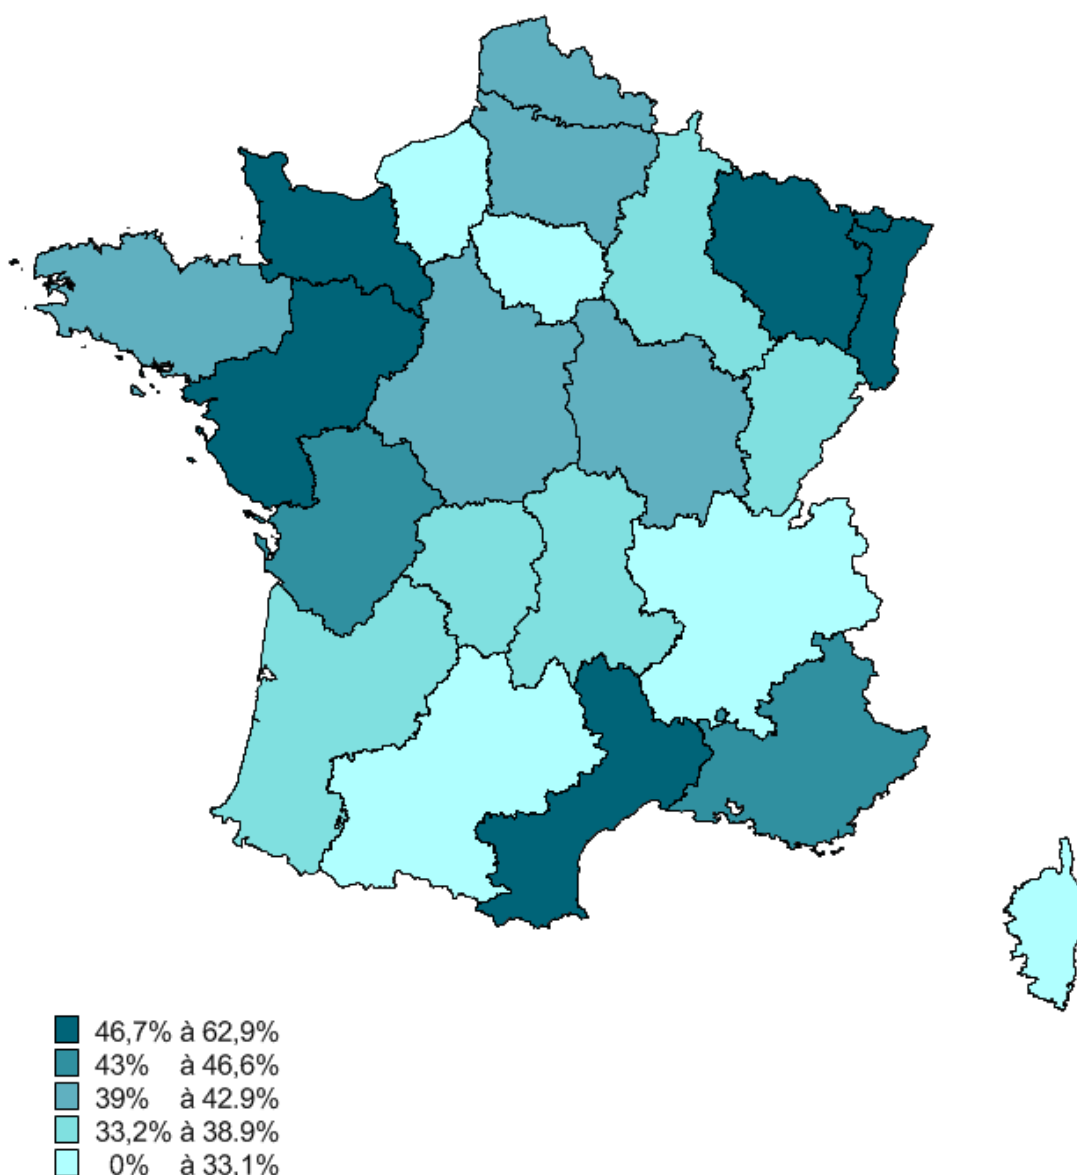 46,7% à 62,9%
43% à 46,6%
39% à 42.9%
33,2% à 38.9%
0% à 33,1%